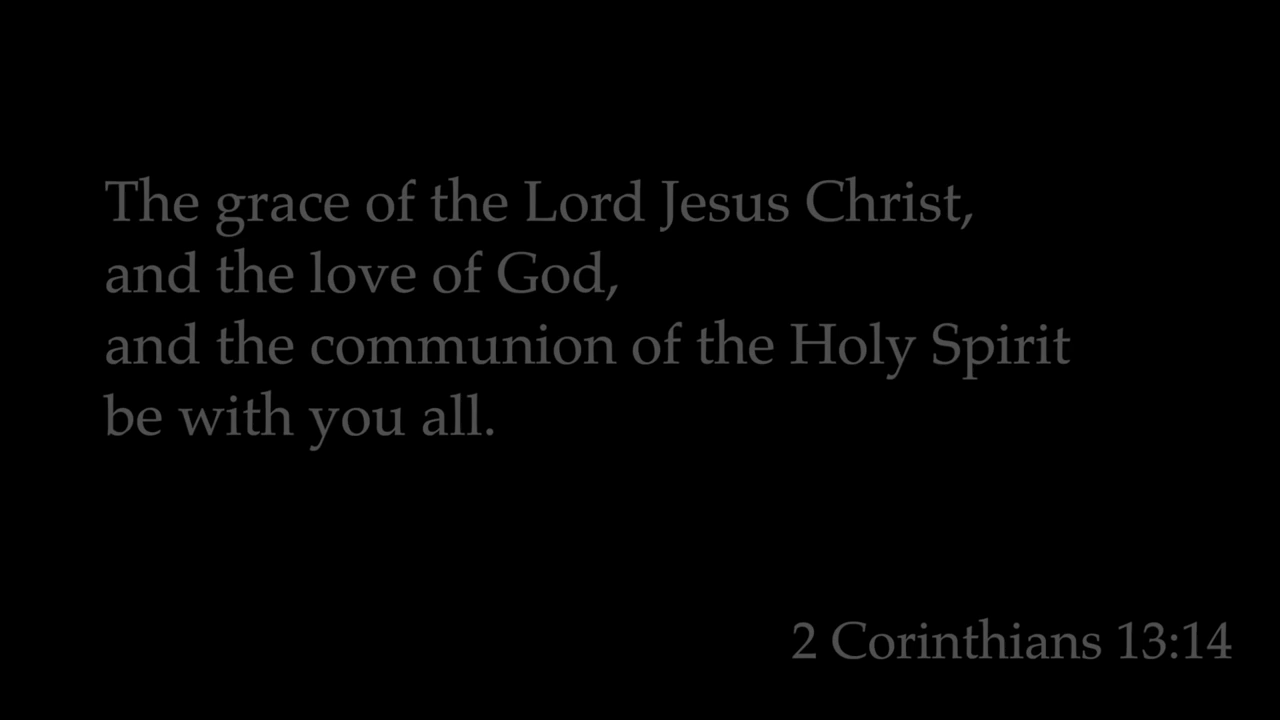 The grace of the Lord Jesus Christ,
and the love of God,
and the communion of the Holy Spirit
be with you all.
2 Corinthians 13:14